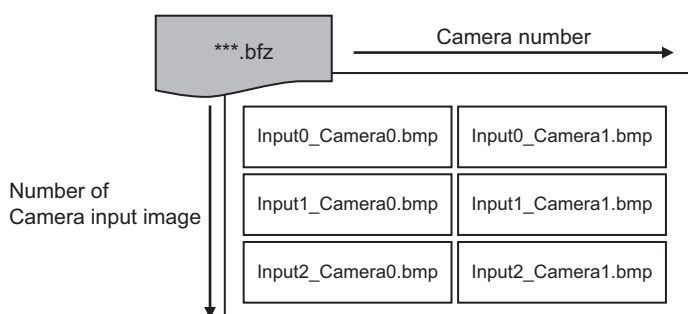 ***.bfz
Camera number
Input0_Camera0.bmp
Input0_Camera1.bmp
Number of
Camera input image
Input1_Camera0.bmp
Input1_Camera1.bmp
Input2_Camera0.bmp
Input2_Camera1.bmp